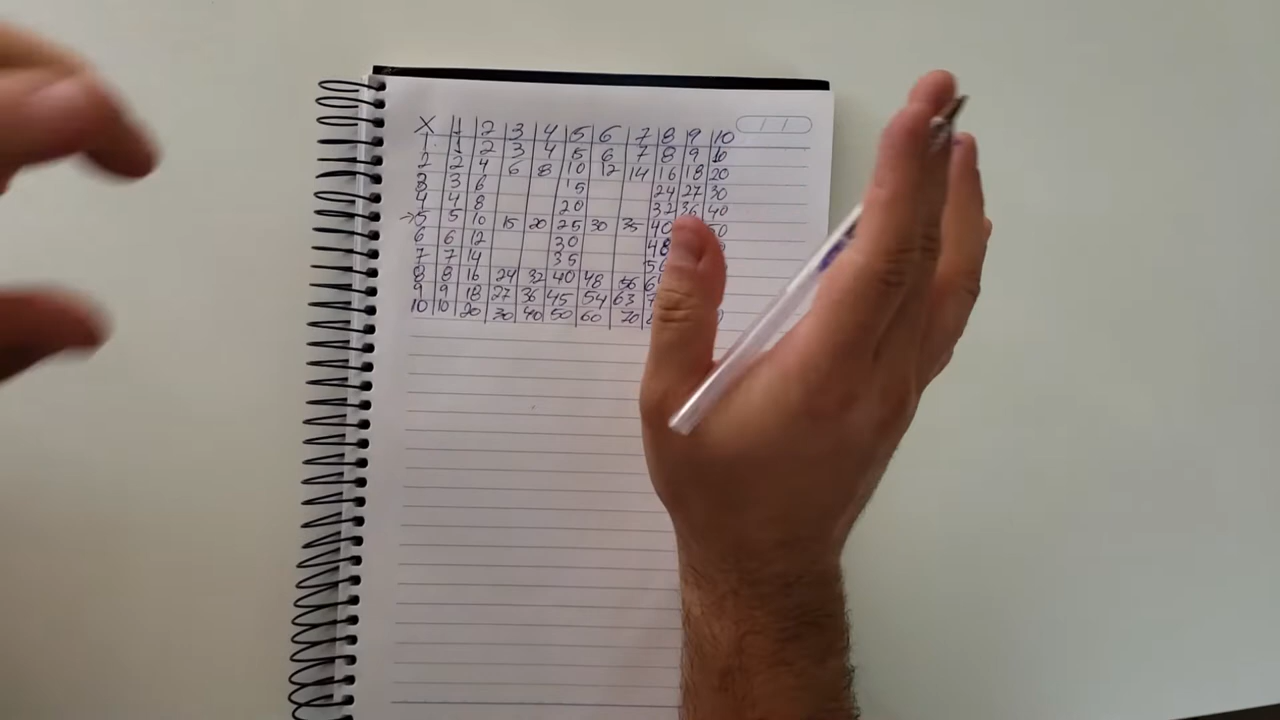 X 1 2 3 4 5 6 7 8 9 10
1 1 2 3 4 5 6 7 8 9 10
2 2 4 6 8 10 12 14 16 18 20
3 3 6 15 24 27 30
4 4 8 20 32 36 40
→5 5 10 15 20 25 30 35 40
6 6 12 30 48
7 7 14 35
8 8 16 24 32 40 48 56
9 9 18 27 36 45 54 63
10 10 20 30 40 50 60 70